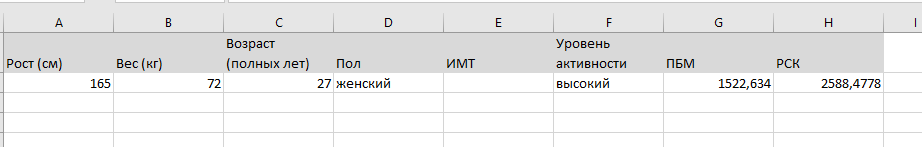 A B C D E F G H I
Возраст Уровень
Рост (см) Вес (кг) (полных лет) Пол ИМТ активности ПБМ РСК
165 72 27 женский высокий 1522,634 2588,4778